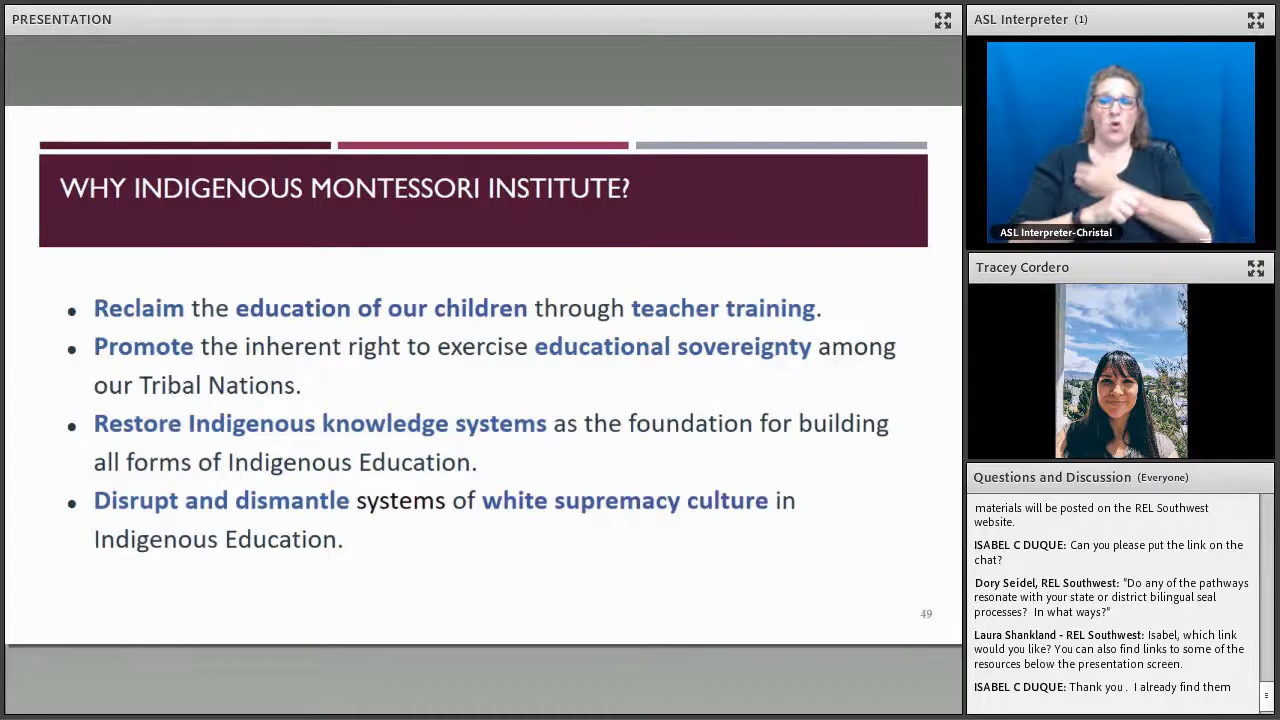 PRESENTATION
WHY INDIGENOUS MONTESSORI INSTITUTE?
• Reclaim the education of our children through teacher training.
• Promote the inherent right to exercise educational sovereignty among
our Tribal Nations.
• Restore Indigenous knowledge systems as the foundation for building
all forms of Indigenous Education.
• Disrupt and dismantle systems of white supremacy culture in
Indigenous Education.
49
ASL Interpreter (1)
ASL Interpreter-Christal
Tracey Cordero
Questions and Discussion (Everyone)
materials will be posted on the REL Southwest
website.
ISABEL C DUQUE: Can you please put the link on the
chat?
Dory Seidel, REL Southwest: "Do any of the pathways
resonate with your state or district bilingual seal
processes? In what ways?"
Laura Shankland - REL Southwest: Isabel, which link
would you like? You can also find links to some of the
resources below the presentation screen.
ISABEL C DUQUE: Thank you . I already find them